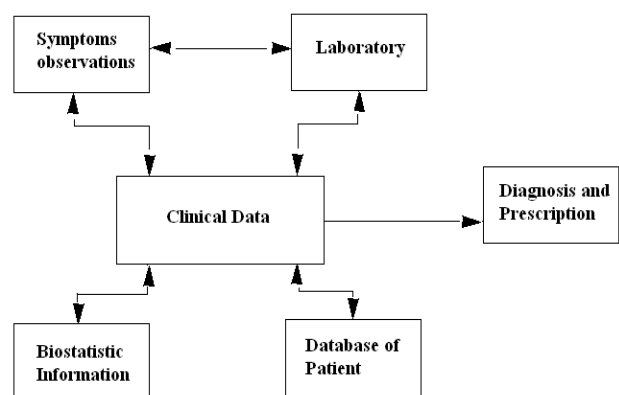 Symptoms
observations
Laboratory
Clinical Data
Diagnosis and
Prescription
Biostatistic
Information
Database of
Patient